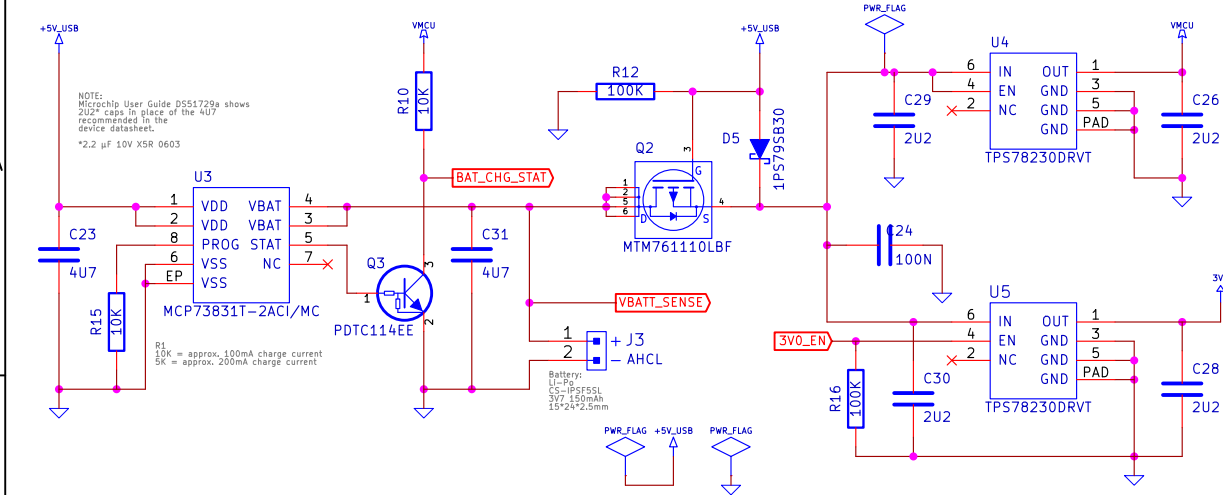 +5V_USB
NOTE:
Microchip User Guide DS51729a shows
2U2* caps in place of the 4U7
recommended in the
device datasheet.
*2.2 µF 10V X5R 0603
U3
1 VDD VBAT 4
2 VDD VBAT 3
8 PROG STAT 5
6 VSS NC 7
EP VSS
MCP73831T-2ACI/MC
C23
4U7
R15
10K
R1
10K = approx. 100mA charge current
5K = approx. 200mA charge current
VMCU
R10
10K
BAT_CHG_STAT
Q3
1
3
2
PDTC114EE
C31
4U7
VBATT_SENSE
1 + J3
2 - AHCL
Battery:
Li-Po
CS-IPSF5SL
3V7 150mAh
15*24*2.5mm
R12
100K
+5V_USB
D5
1PS79SB30
Q2
3
G
1
2
5
6
D
S
4
MTM761110LBF
PWR_FLAG
+5V_USB
PWR_FLAG
PWR_FLAG
C29
2U2
U4
6 IN OUT 1
4 EN GND 3
2 NC GND 5
GND PAD
TPS78230DRVT
VMCU
C26
2U2
C24
100N
3V0_EN
R16
100K
C30
2U2
U5
6 IN OUT 1
4 EN GND 3
2 NC GND 5
GND PAD
TPS78230DRVT
C28
2U2